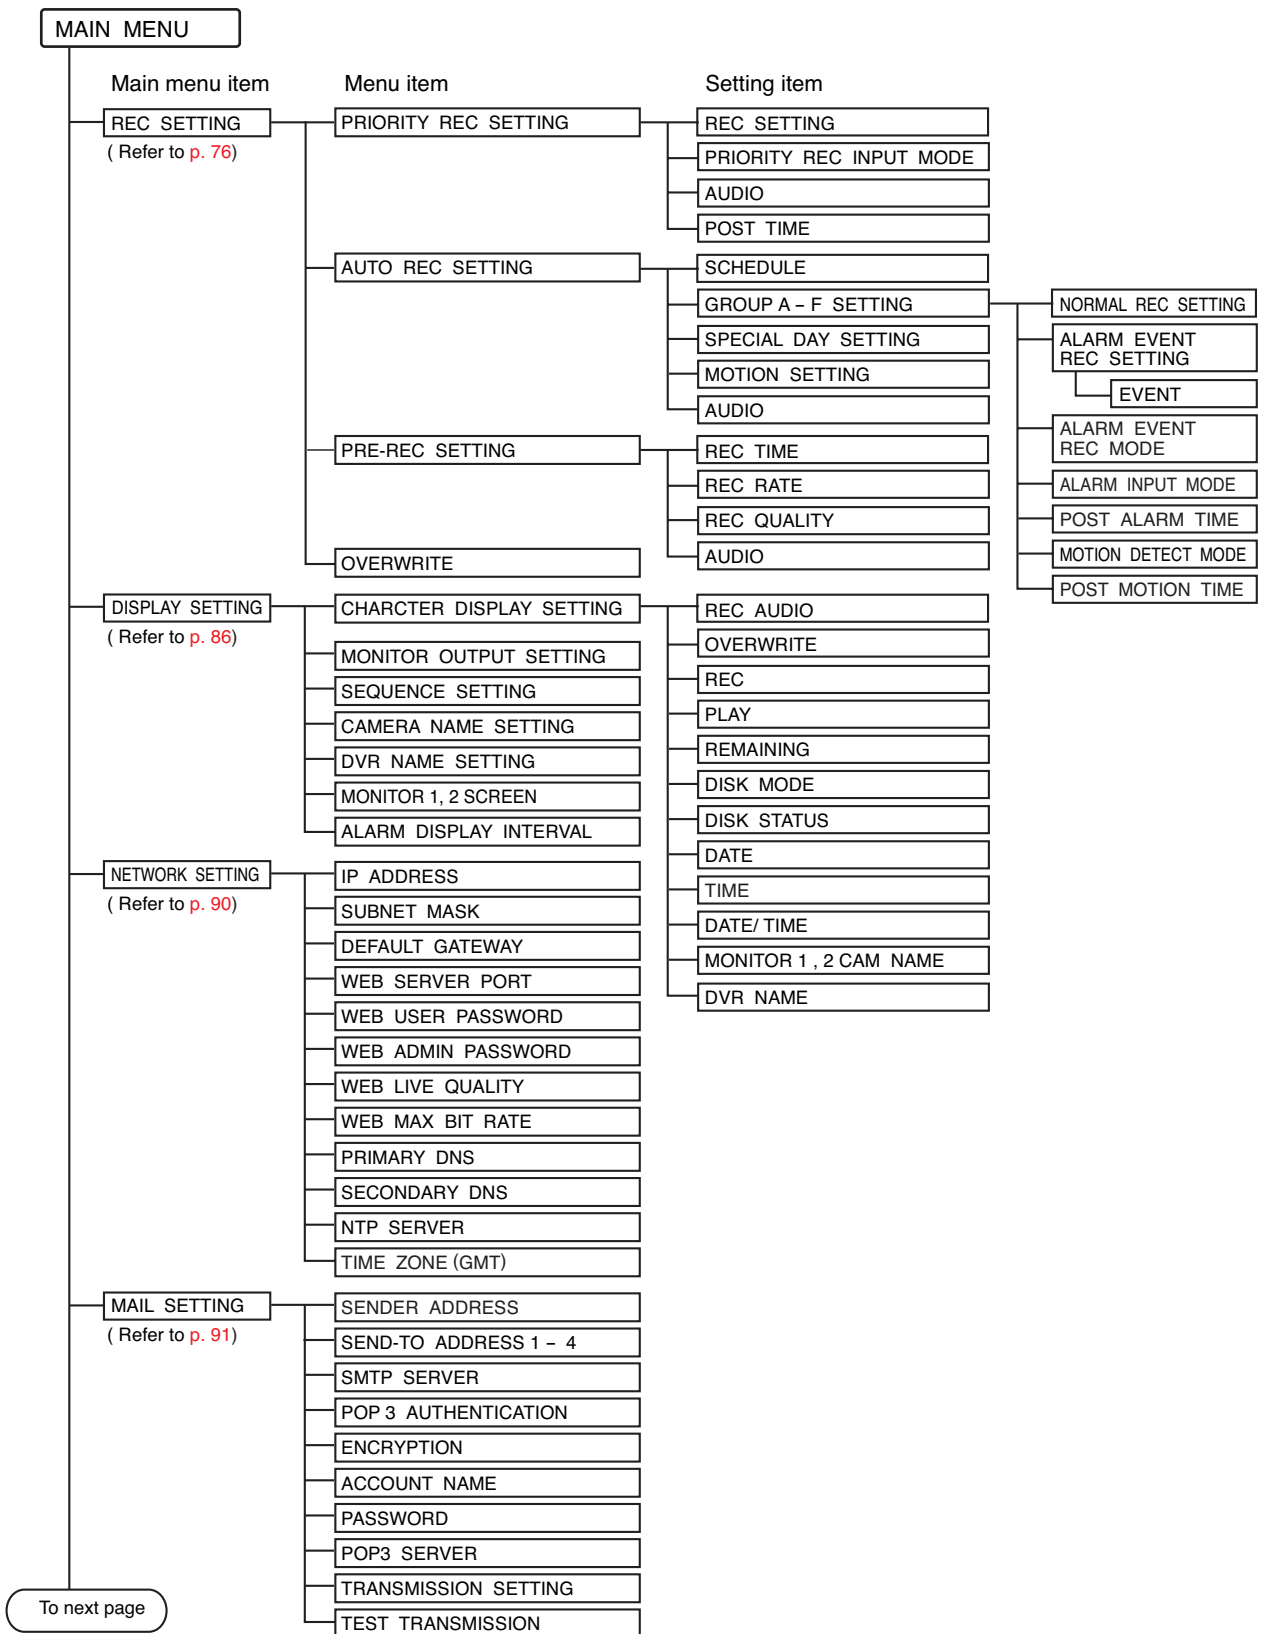 MAIN MENU
Main menu item
Menu item
Setting item
REC SETTING
( Refer to p. 76)
PRIORITY REC SETTING
REC SETTING
PRIORITY REC INPUT MODE
AUDIO
POST TIME
AUTO REC SETTING
SCHEDULE
GROUP A – F SETTING
NORMAL REC SETTING
ALARM EVENT
REC SETTING
EVENT
ALARM EVENT
REC MODE
ALARM INPUT MODE
POST ALARM TIME
MOTION DETECT MODE
POST MOTION TIME
SPECIAL DAY SETTING
MOTION SETTING
AUDIO
PRE-REC SETTING
REC TIME
REC RATE
REC QUALITY
AUDIO
OVERWRITE
DISPLAY SETTING
( Refer to p. 86)
CHARCTER DISPLAY SETTING
REC AUDIO
OVERWRITE
REC
PLAY
REMAINING
DISK MODE
DISK STATUS
DATE
TIME
DATE/ TIME
MONITOR 1 , 2 CAM NAME
DVR NAME
MONITOR OUTPUT SETTING
SEQUENCE SETTING
CAMERA NAME SETTING
DVR NAME SETTING
MONITOR 1, 2 SCREEN
ALARM DISPLAY INTERVAL
NETWORK SETTING
( Refer to p. 90)
IP ADDRESS
SUBNET MASK
DEFAULT GATEWAY
WEB SERVER PORT
WEB USER PASSWORD
WEB ADMIN PASSWORD
WEB LIVE QUALITY
WEB MAX BIT RATE
PRIMARY DNS
SECONDARY DNS
NTP SERVER
TIME ZONE (GMT)
MAIL SETTING
( Refer to p. 91)
SENDER ADDRESS
SEND-TO ADDRESS 1 – 4
SMTP SERVER
POP 3 AUTHENTICATION
ENCRYPTION
ACCOUNT NAME
PASSWORD
POP3 SERVER
TRANSMISSION SETTING
TEST TRANSMISSION
To next page